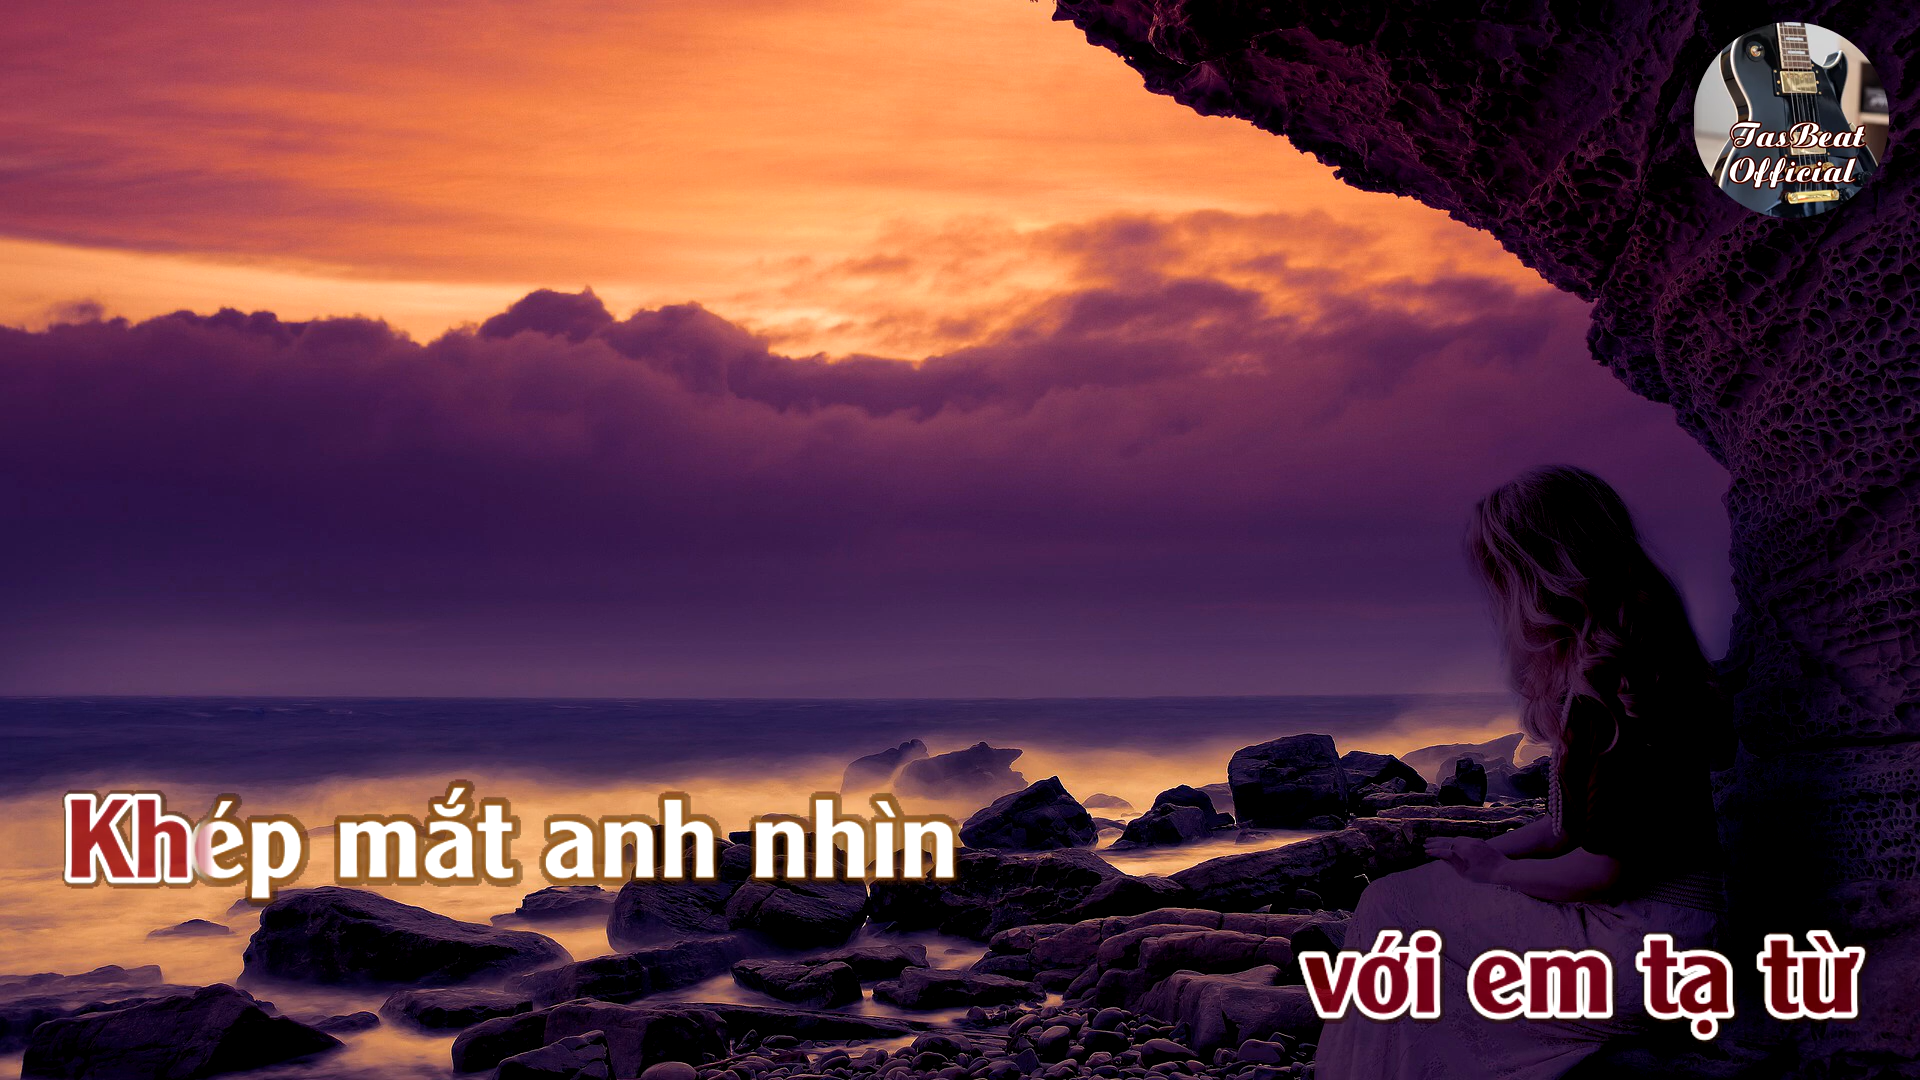 TasBeat
Official
Khép mắt anh nhìn
với em tạ từ